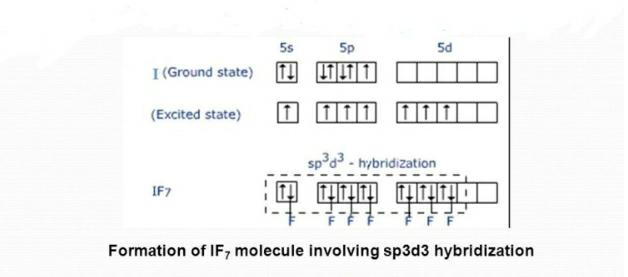 5s 5p 5d
I (Ground state)
(Excited state)
sp³d³ - hybridization
IF7
F F F F F F F
Formation of IF₇ molecule involving sp3d3 hybridization